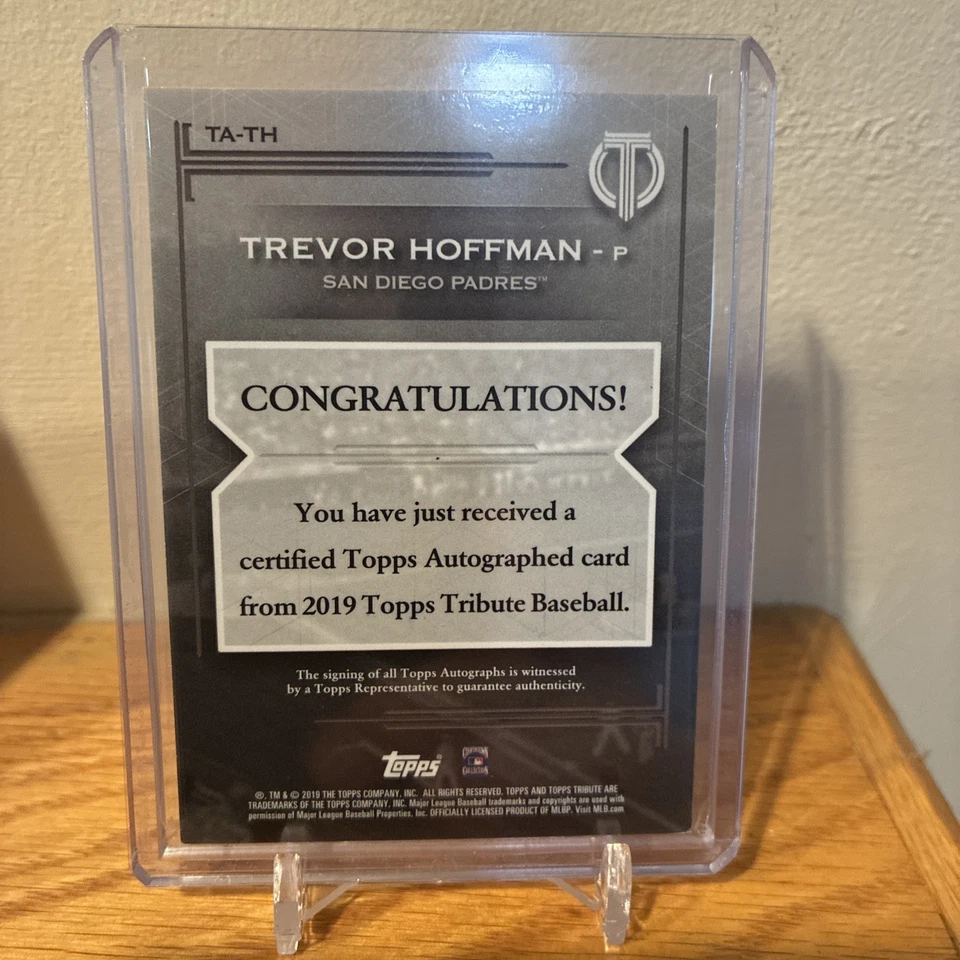 TA-TH
T
TREVOR HOFFMAN - P
SAN DIEGO PADRES™
CONGRATULATIONS!
You have just received a
certified Topps Autographed card
from 2019 Topps Tribute Baseball.
The signing of all Topps Autographs is witnessed
by a Topps Representative to guarantee authenticity.
Topps®
®, TM & © 2019 THE TOPPS COMPANY, INC. ALL RIGHTS RESERVED. TOPPS AND TOPPS TRIBUTE ARE
TRADEMARKS OF THE TOPPS COMPANY, INC. Major League Baseball trademarks and copyrights are used with
permission of Major League Baseball Properties, Inc. OFFICIALLY LICENSED PRODUCT OF MLBP. Visit MLB.com